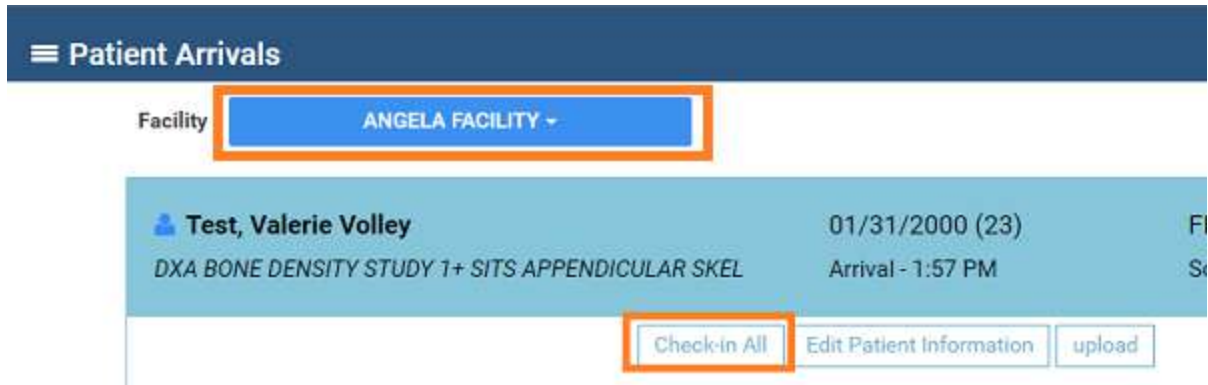 Patient Arrivals
Facility
ANGELA FACILITY
Test, Valerie Volley
01/31/2000 (23)
DXA BONE DENSITY STUDY 1+ SITS APPENDICULAR SKEL
Arrival - 1:57 PM
Check-in All
Edit Patient Information
upload